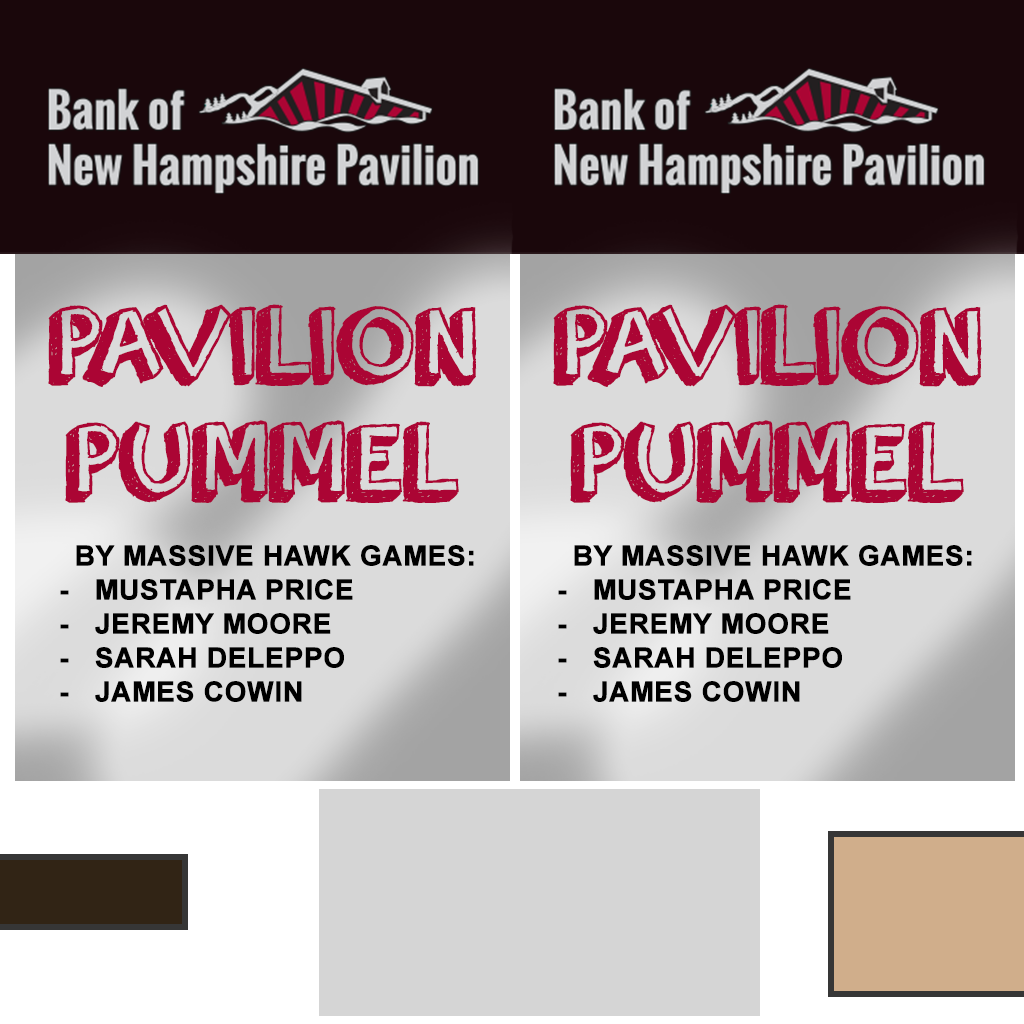 Bank of
New Hampshire Pavilion
PAVILION
PUMMEL
BY MASSIVE HAWK GAMES:
- MUSTAPHA PRICE
- JEREMY MOORE
- SARAH DELEPPO
- JAMES COWIN
Bank of
New Hampshire Pavilion
PAVILION
PUMMEL
BY MASSIVE HAWK GAMES:
- MUSTAPHA PRICE
- JEREMY MOORE
- SARAH DELEPPO
- JAMES COWIN